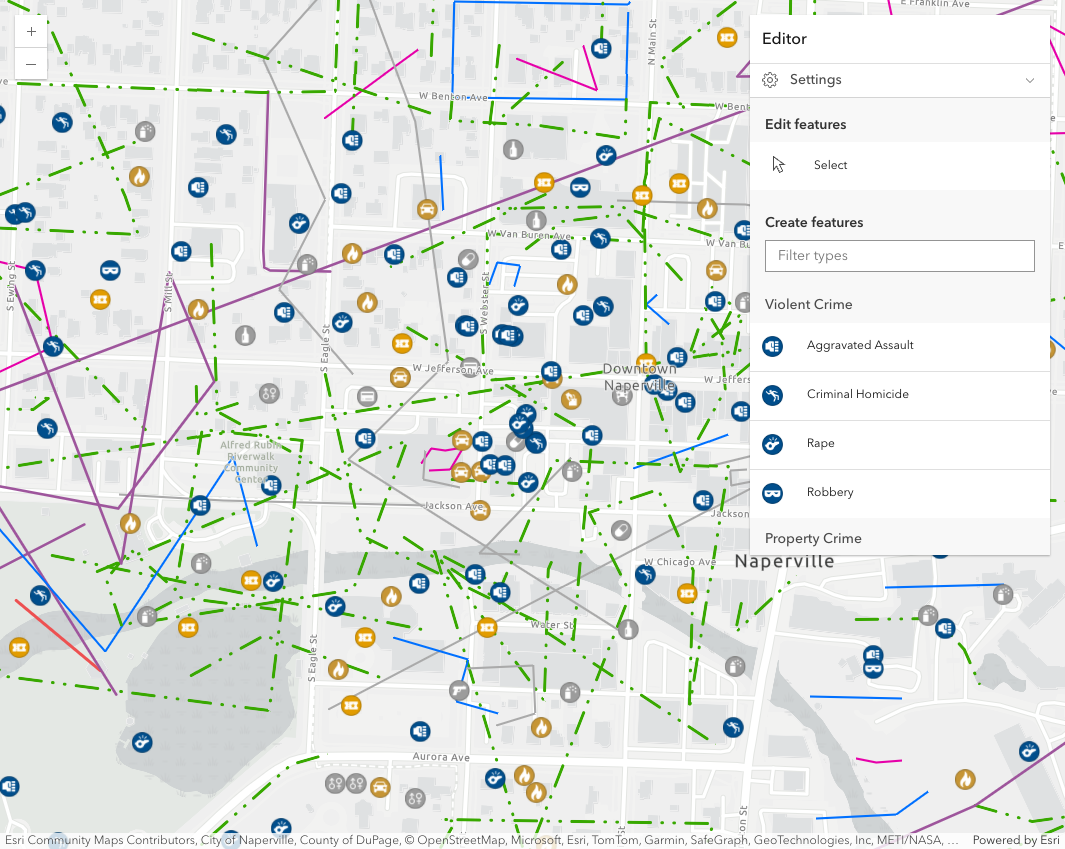 E Franklin Ave
N Main St
W Benton Ave
W Bent
W Van Buren Ave
W Van Bu
S Ewing St
S Mill St
S Eagle St
S Webster St
W Jefferson Ave
W Jeffers
Downtown
Naperville
Alfred Rubin
Riverwalk
Community
Center
Jackson Ave
Jackson
W Chicago Ave
Naperville
Water St
S Eagle St
Aurora Ave
+
−
Editor
Settings
Edit features
Select
Create features
Filter types
Violent Crime
Aggravated Assault
Criminal Homicide
Rape
Robbery
Property Crime
Esri Community Maps Contributors, City of Naperville, County of DuPage, © OpenStreetMap, Microsoft, Esri, TomTom, Garmin, SafeGraph, GeoTechnologies, Inc, METI/NASA, …
Powered by Esri